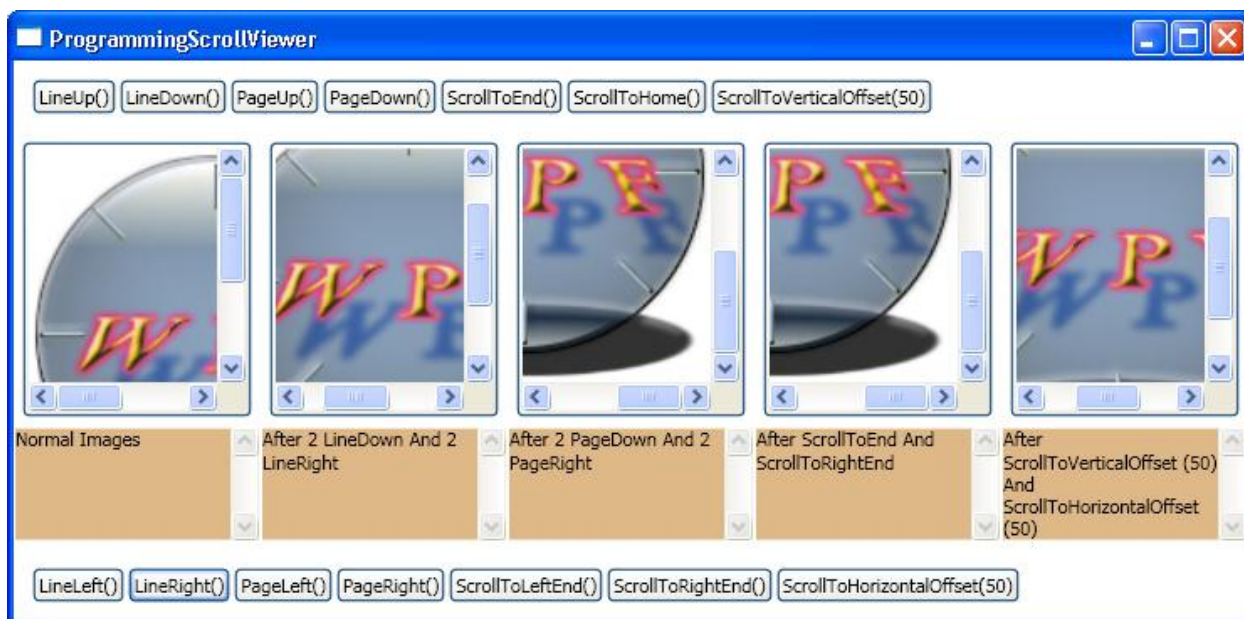 ProgrammingScrollViewer
LineUp() LineDown() PageUp() PageDown() ScrollToEnd() ScrollToHome() ScrollToVerticalOffset(50)
W
W P
P F
P F
W P
Normal Images
After 2 LineDown And 2
LineRight
After 2 PageDown And 2
PageRight
After ScrollToEnd And
ScrollToRightEnd
After
ScrollToVerticalOffset (50)
And
ScrollToHorizontalOffset
(50)
LineLeft() LineRight() PageLeft() PageRight() ScrollToLeftEnd() ScrollToRightEnd() ScrollToHorizontalOffset(50)